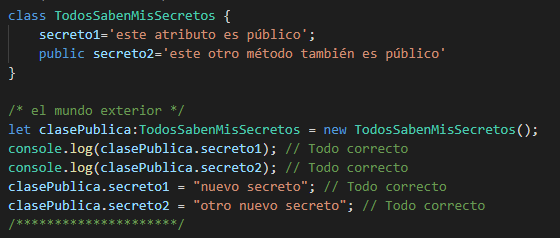 class TodosSabenMisSecretos {
    secreto1='este atributo es público';
    public secreto2='este otro método también es público'
}

/* el mundo exterior */
let clasePublica:TodosSabenMisSecretos = new TodosSabenMisSecretos();
console.log(clasePublica.secreto1); // Todo correcto
console.log(clasePublica.secreto2); // Todo correcto
clasePublica.secreto1 = "nuevo secreto"; // Todo correcto
clasePublica.secreto2 = "otro nuevo secreto"; // Todo correcto
/*********************/